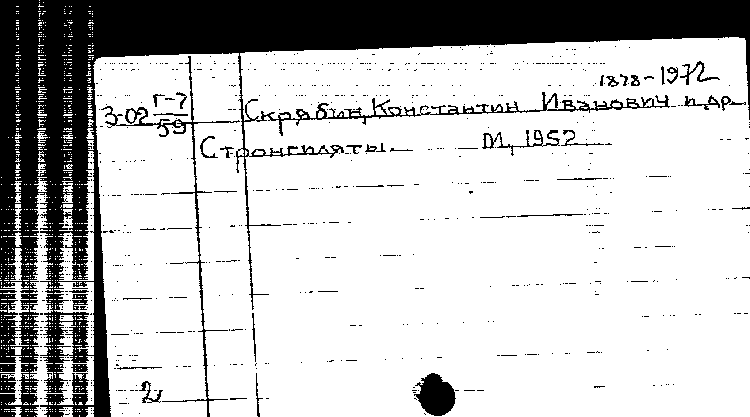 1878-1972
3-02 Г-7/59 Скрябин, Константин Иванович и др.
Стронгиляты. М., 1952
2